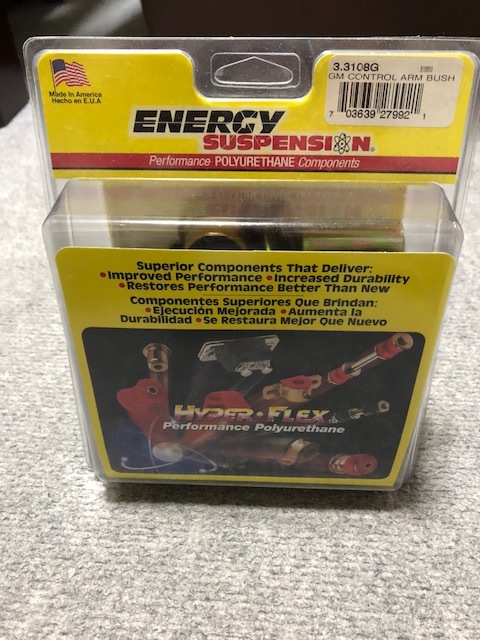 3.3108G
GM CONTROL ARM BUSH
7 03639 27992 1
Made In America
Hecho en E.U.A
ENERGY
SUSPENSION®
Performance POLYURETHANE Components
Superior Components That Deliver:
•Improved Performance •Increased Durability
•Restores Performance Better Than New
Componentes Superiores Que Brindan:
•Ejecución Mejorada •Aumenta la
Durabilidad •Se Restaura Mejor Que Nuevo
HYPER•FLEX™
Performance Polyurethane